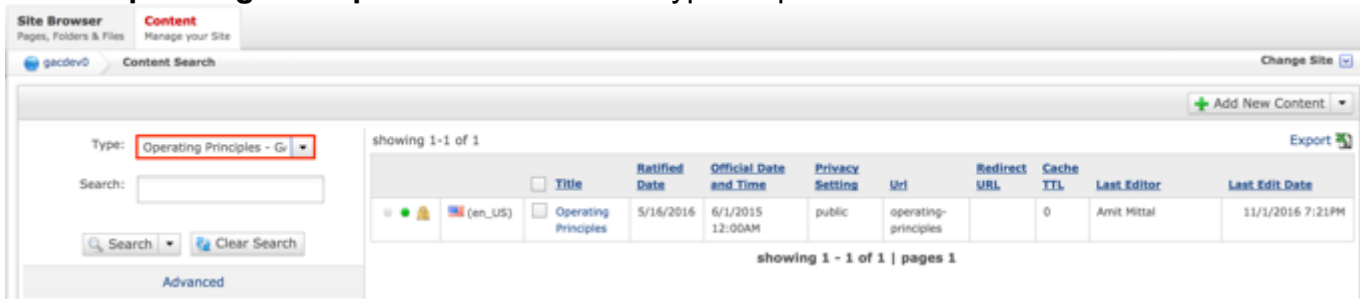 Site Browser
Pages, Folders & Files
Content
Manage your Site
gacdev0
Content Search
Change Site
Add New Content
Type:
Operating Principles - G
Search:
Search
Clear Search
Advanced
showing 1-1 of 1
Export
Title
Ratified Date
Official Date and Time
Privacy Setting
Url
Redirect URL
Cache TTL
Last Editor
Last Edit Date
(en_US)
Operating Principles
5/16/2016
6/1/2015 12:00AM
public
operating-principles
0
Amit Mittal
11/1/2016 7:21PM
showing 1 - 1 of 1 | pages 1